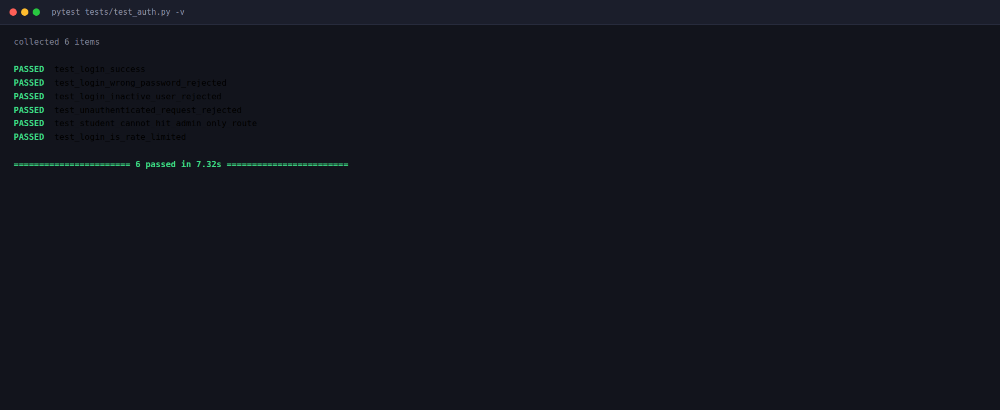 pytest tests/test_auth.py -v
collected 6 items
PASSED  test_login_success
PASSED  test_login_wrong_password_rejected
PASSED  test_login_inactive_user_rejected
PASSED  test_unauthenticated_request_rejected
PASSED  test_student_cannot_hit_admin_only_route
PASSED  test_login_is_rate_limited
======================= 6 passed in 7.32s ========================